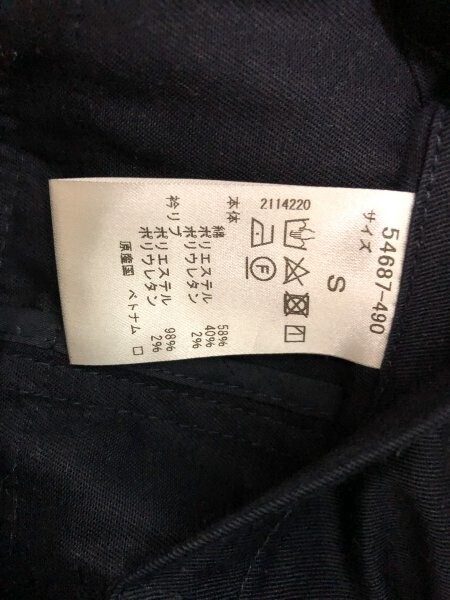 54687-490
サイズ S
2114220
本体
綿 58%
ポリエステル 40%
ポリウレタン 2%
衿リブ
ポリエステル 98%
ポリウレタン 2%
原産国 ベトナム
F